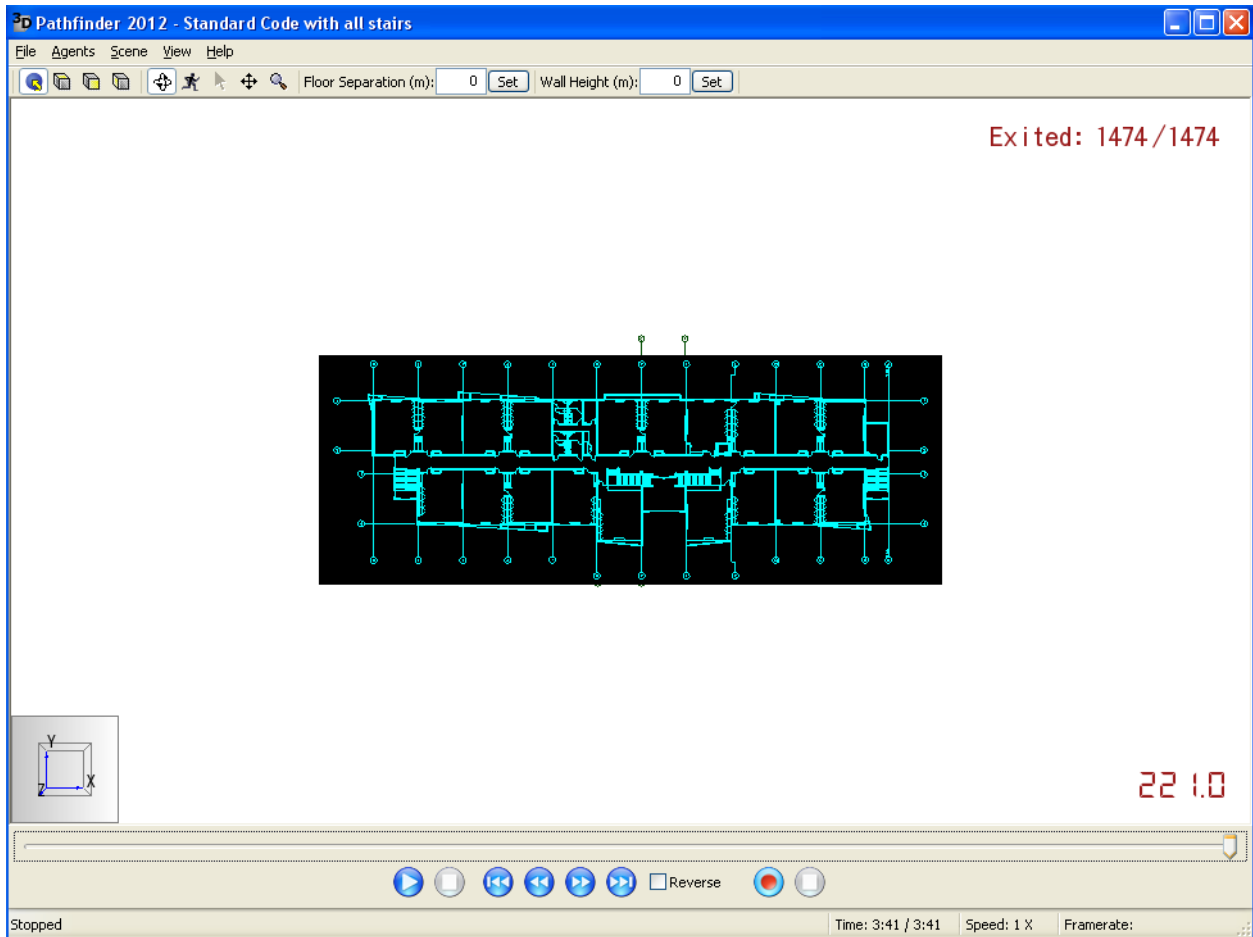 3D Pathfinder 2012 - Standard Code with all stairs
File Agents Scene View Help
Floor Separation (m): 0 Set Wall Height (m): 0 Set
Exited: 1474/1474
Y
Z X
221.0
Reverse
Stopped Time: 3:41 / 3:41 Speed: 1 X Framerate: